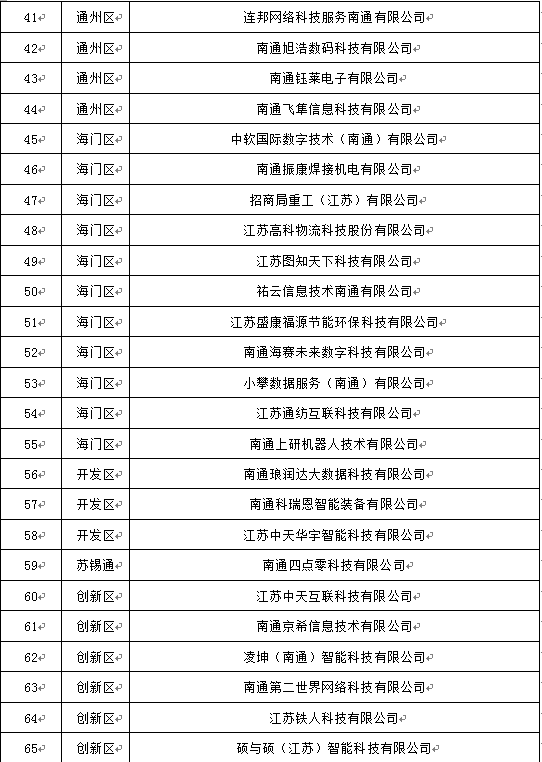 41 通州区 连邦网络科技服务南通有限公司
42 通州区 南通旭浩数码科技有限公司
43 通州区 南通钰莱电子有限公司
44 通州区 南通飞隼信息科技有限公司
45 海门区 中软国际数字技术（南通）有限公司
46 海门区 南通振康焊接机电有限公司
47 海门区 招商局重工（江苏）有限公司
48 海门区 江苏高科物流科技股份有限公司
49 海门区 江苏图知天下科技有限公司
50 海门区 祐云信息技术南通有限公司
51 海门区 江苏盛康福源节能环保科技有限公司
52 海门区 南通海赛未来数字科技有限公司
53 海门区 小攀数据服务（南通）有限公司
54 海门区 江苏通纺互联科技有限公司
55 海门区 南通上研机器人技术有限公司
56 开发区 南通琅润达大数据科技有限公司
57 开发区 南通科瑞恩智能装备有限公司
58 开发区 江苏中天华宇智能科技有限公司
59 苏锡通 南通四点零科技有限公司
60 创新区 江苏中天互联科技有限公司
61 创新区 南通京希信息技术有限公司
62 创新区 凌坤（南通）智能科技有限公司
63 创新区 南通第二世界网络科技有限公司
64 创新区 江苏铁人科技有限公司
65 创新区 硕与硕（江苏）智能科技有限公司